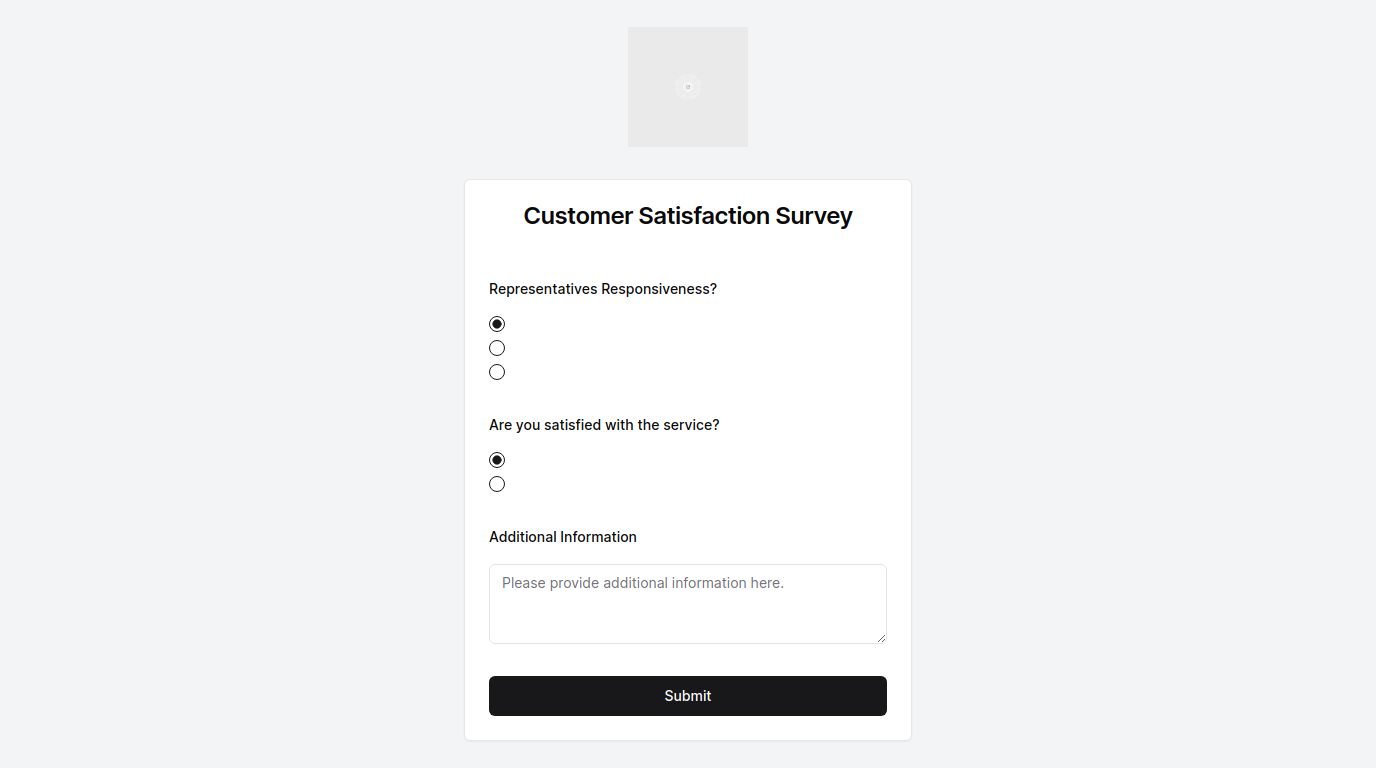 Customer Satisfaction Survey
Representatives Responsiveness?
Are you satisfied with the service?
Additional Information
Please provide additional information here.
Submit